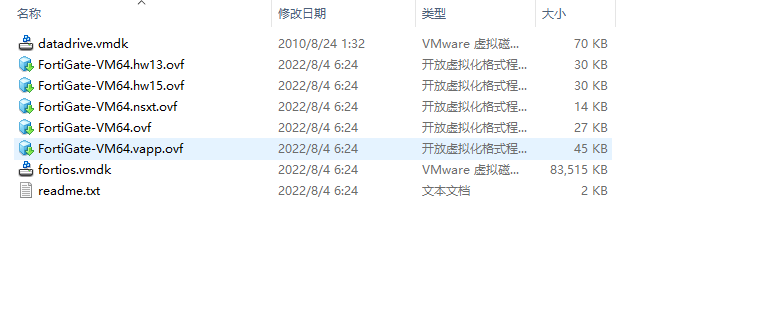 名称 修改日期 类型 大小
datadrive.vmdk 2010/8/24 1:32 VMware 虚拟磁... 70 KB
FortiGate-VM64.hw13.ovf 2022/8/4 6:24 开放虚拟化格式程... 30 KB
FortiGate-VM64.hw15.ovf 2022/8/4 6:24 开放虚拟化格式程... 30 KB
FortiGate-VM64.nsxt.ovf 2022/8/4 6:24 开放虚拟化格式程... 14 KB
FortiGate-VM64.ovf 2022/8/4 6:24 开放虚拟化格式程... 27 KB
FortiGate-VM64.vapp.ovf 2022/8/4 6:24 开放虚拟化格式程... 45 KB
fortios.vmdk 2022/8/4 6:24 VMware 虚拟磁... 83,515 KB
readme.txt 2022/8/4 6:24 文本文档 2 KB